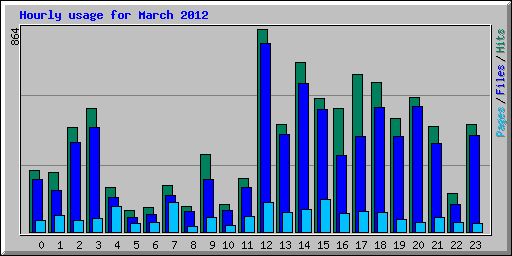 Hourly usage for March 2012
864
Pages / Files / Hits
0 1 2 3 4 5 6 7 8 9 10 11 12 13 14 15 16 17 18 19 20 21 22 23